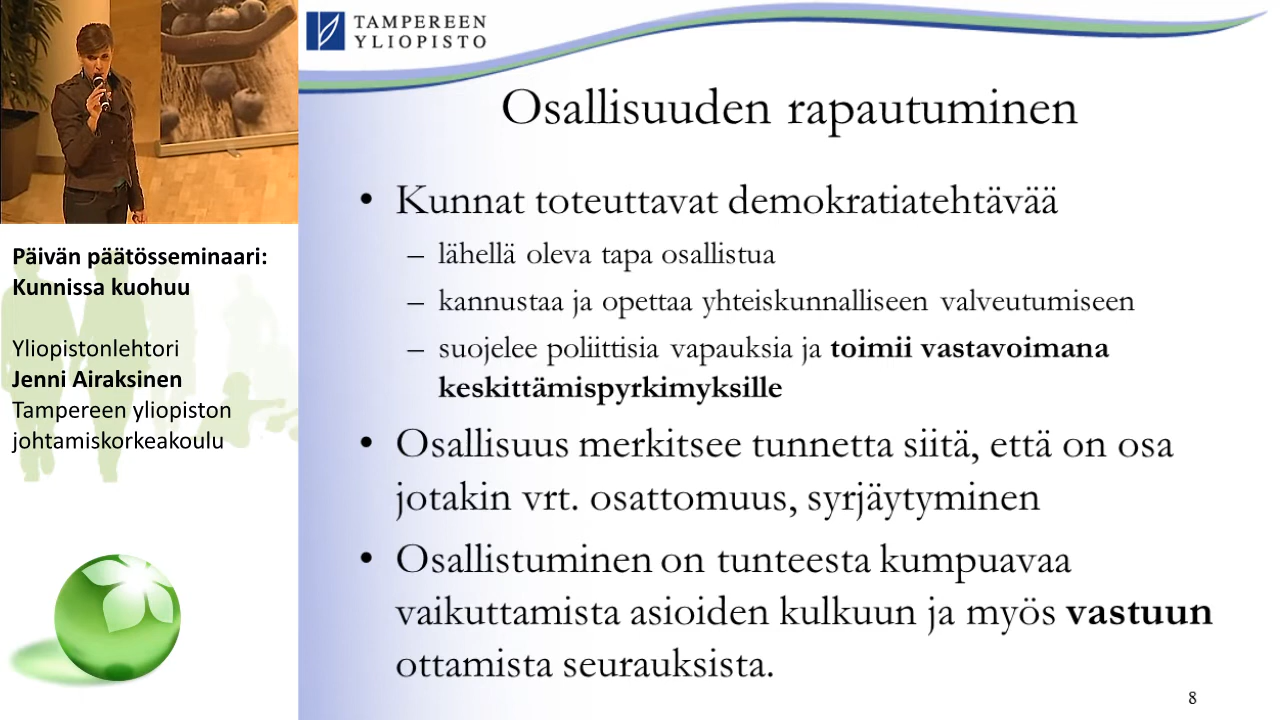 TAMPEREEN
YLIOPISTO
Osallisuuden rapautuminen
• Kunnat toteuttavat demokratiatehtävää
– lähellä oleva tapa osallistua
– kannustaa ja opettaa yhteiskunnalliseen valveutumiseen
– suojelee poliittisia vapauksia ja toimii vastavoimana
keskittämispyrkimyksille
• Osallisuus merkitsee tunnetta siitä, että on osa
jotakin vrt. osattomuus, syrjäytyminen
• Osallistuminen on tunteesta kumpuavaa
vaikuttamista asioiden kulkuun ja myös vastuun
ottamista seurauksista.
8
Päivän päätösseminaari:
Kunnissa kuohuu
Yliopistonlehtori
Jenni Airaksinen
Tampereen yliopiston
johtamiskorkeakoulu